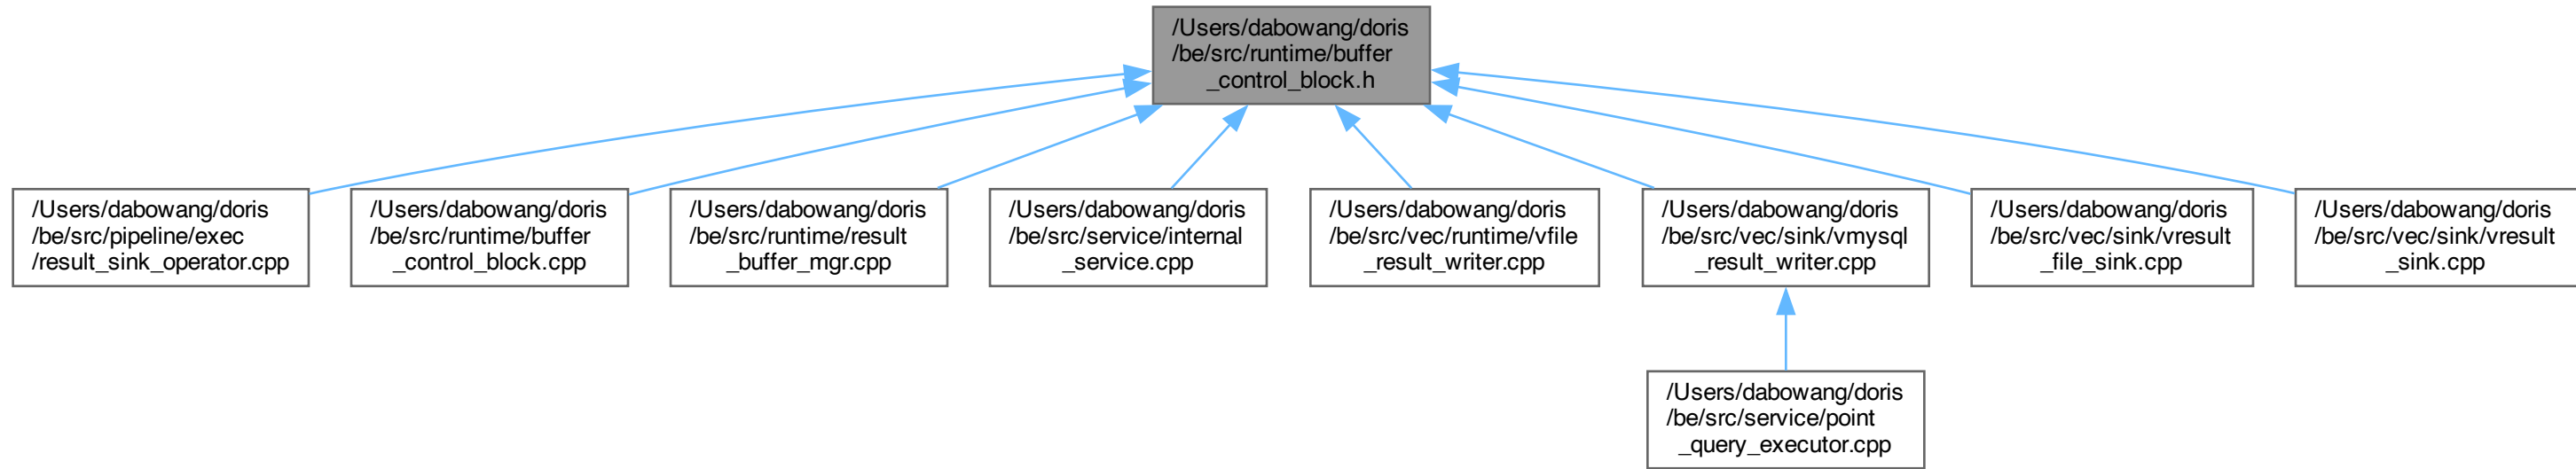 /Users/dabowang/doris
/be/src/runtime/buffer
_control_block.h
/Users/dabowang/doris
/be/src/pipeline/exec
/result_sink_operator.cpp
/Users/dabowang/doris
/be/src/runtime/buffer
_control_block.cpp
/Users/dabowang/doris
/be/src/runtime/result
_buffer_mgr.cpp
/Users/dabowang/doris
/be/src/service/internal
_service.cpp
/Users/dabowang/doris
/be/src/vec/runtime/vfile
_result_writer.cpp
/Users/dabowang/doris
/be/src/vec/sink/vmysql
_result_writer.cpp
/Users/dabowang/doris
/be/src/vec/sink/vresult
_file_sink.cpp
/Users/dabowang/doris
/be/src/vec/sink/vresult
_sink.cpp
/Users/dabowang/doris
/be/src/service/point
_query_executor.cpp